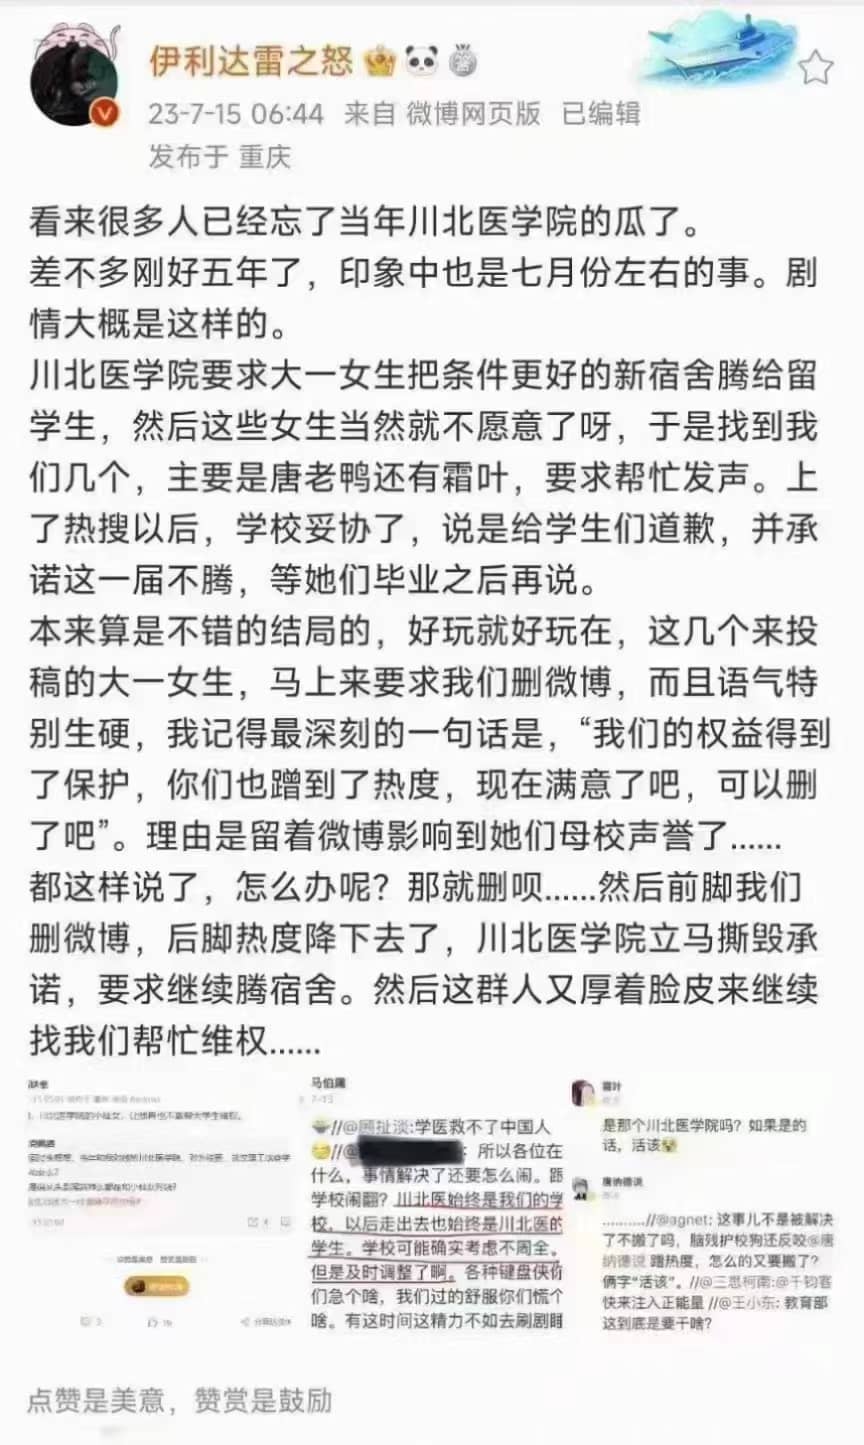 伊利达雷之怒
23-7-15 06:44 来自 微博网页版 已编辑
发布于 重庆
看来很多人已经忘了当年川北医学院的瓜了。
差不多刚好五年了，印象中也是七月份左右的事。剧
情大概是这样的。
川北医学院要求大一女生把条件更好的新宿舍腾给留
学生，然后这些女生当然就不愿意了呀，于是找到我
们几个，主要是唐老鸭还有霜叶，要求帮忙发声。上
了热搜以后，学校妥协了，说是给学生们道歉，并承
诺这一届不腾，等她们毕业之后再说。
本来算是不错的结局的，好玩就好玩在，这几个来投
稿的大一女生，马上来要求我们删微博，而且语气特
别生硬，我记得最深刻的一句话是，“我们的权益得到
了保护，你们也蹭到了热度，现在满意了吧，可以删
了吧”。理由是留着微博影响到她们母校声誉了......
都这样说了，怎么办呢？那就删呗......然后前脚我们
删微博，后脚热度降下去了，川北医学院立马撕毁承
诺，要求继续腾宿舍。然后这群人又厚着脸皮来继续
找我们帮忙维权......
马伯庸
7-13
//@阿扯谈:学医救不了中国人
//@ ：所以各位在
什么，事情解决了还要怎么闹。跟
学校闹翻？川北医始终是我们的学
校，以后走出去也始终是川北医的
学生。学校可能确实考虑不周全。
但是及时调整了啊。各种键盘侠你
们急个啥，我们过的舒服你们慌个
啥。有这时间这精力不如去刷剧睡
霜叶
是那个川北医学院吗？如果是的
话，活该
唐纳德说
..........//@agnet: 这事儿不是被解决
了不搬了吗，脑残护校狗还反咬@唐
纳德说 蹭热度，怎么的又要搬了？
俩字“活该”。//@三思柯南:@千钧客
快来注入正能量 //@王小东: 教育部
这到底是要干啥？
点赞是美意，赞赏是鼓励